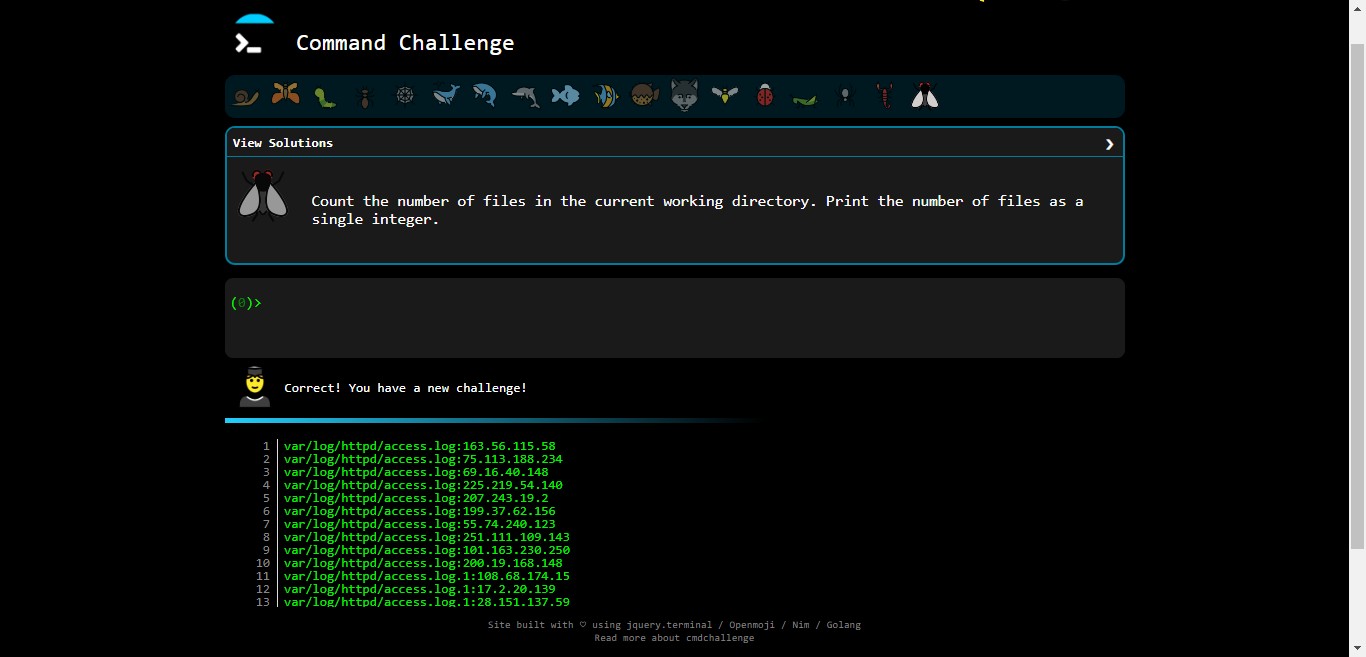 Command Challenge
View Solutions
Count the number of files in the current working directory. Print the number of files as a
single integer.
(0)>
Correct! You have a new challenge!
1 var/log/httpd/access.log:163.56.115.58
2 var/log/httpd/access.log:75.113.188.234
3 var/log/httpd/access.log:69.16.40.148
4 var/log/httpd/access.log:225.219.54.140
5 var/log/httpd/access.log:207.243.19.2
6 var/log/httpd/access.log:199.37.62.156
7 var/log/httpd/access.log:55.74.240.123
8 var/log/httpd/access.log:251.111.109.143
9 var/log/httpd/access.log:101.163.230.250
10 var/log/httpd/access.log:200.19.168.148
11 var/log/httpd/access.log.1:108.68.174.15
12 var/log/httpd/access.log.1:17.2.20.139
13 var/log/httpd/access.log.1:28.151.137.59
Site built with ♡ using jquery.terminal / Openmoji / Nim / Golang
Read more about cmdchallenge